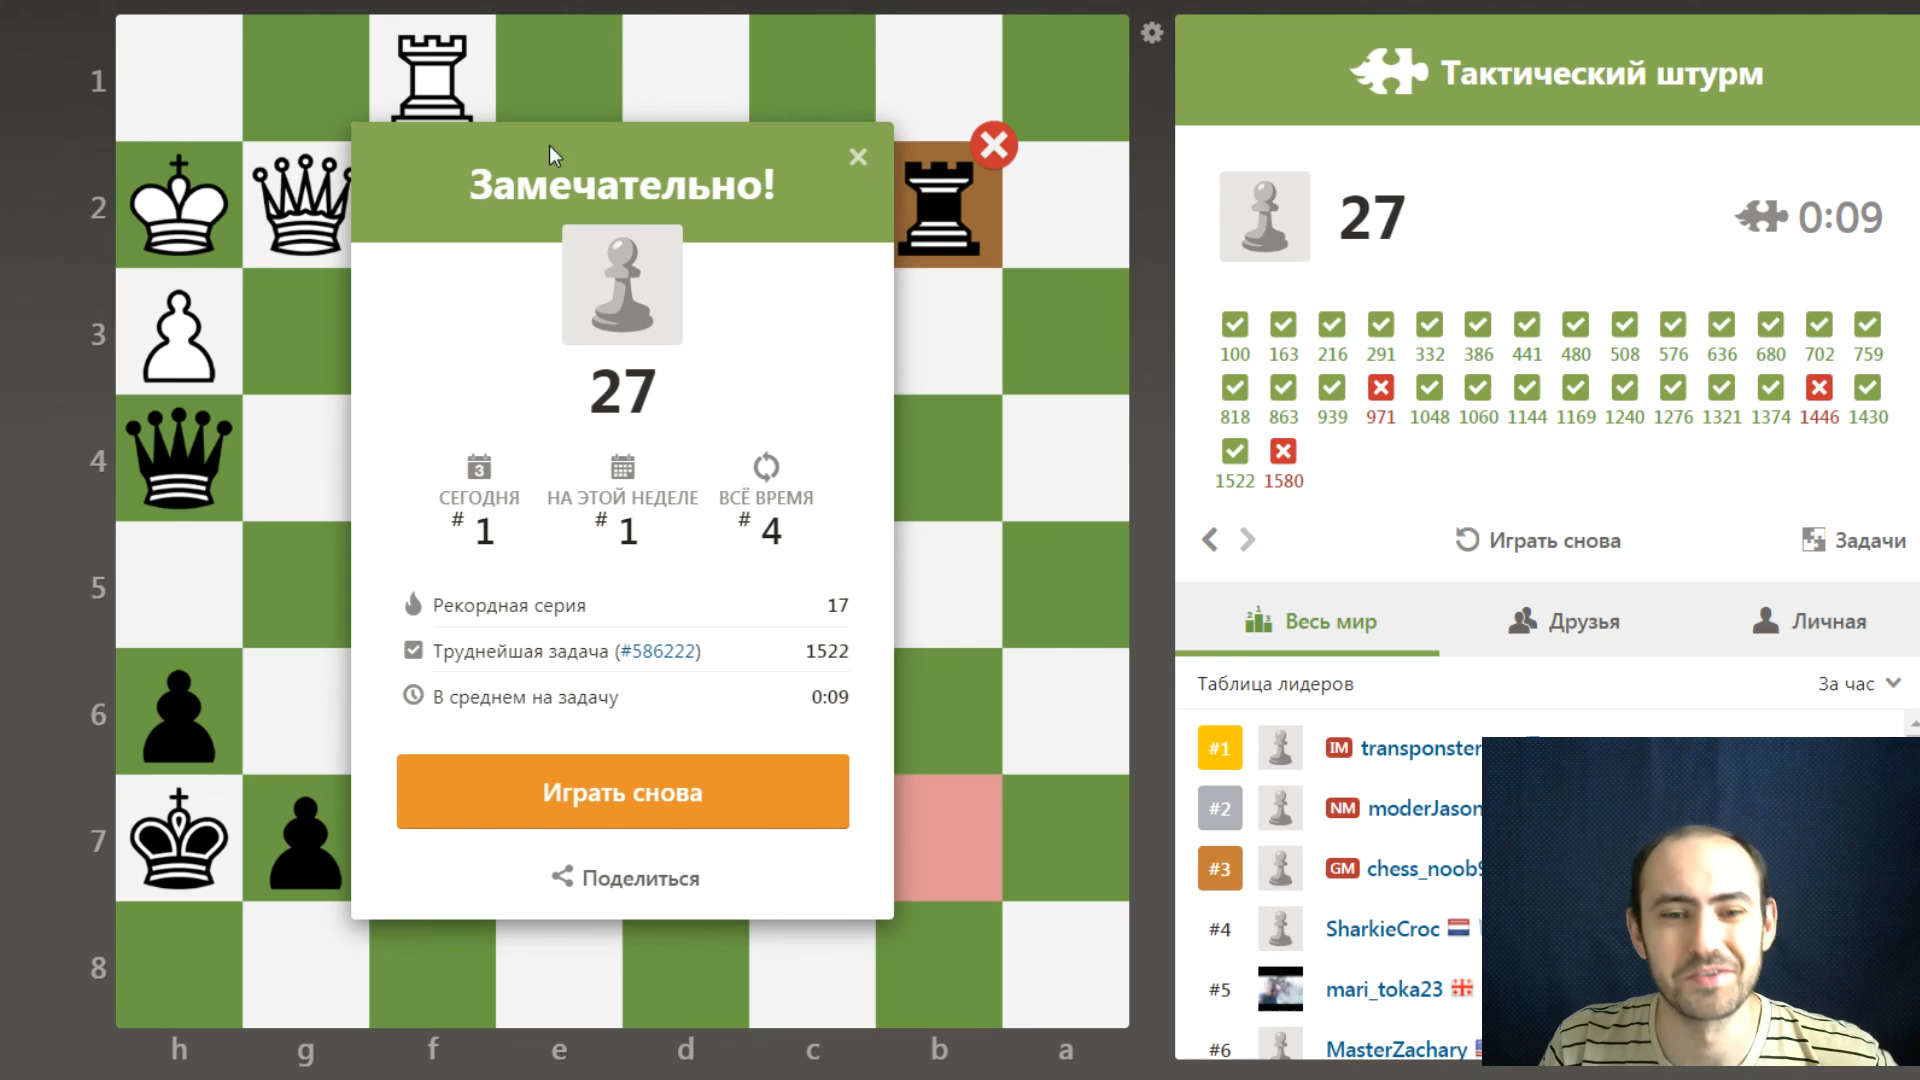 1
2
3
4
5
6
7
8
h g f e d c b a
Замечательно!
27
3
СЕГОДНЯ НА ЭТОЙ НЕДЕЛЕ ВСЁ ВРЕМЯ
# 1 # 1 # 4
Рекордная серия 17
Труднейшая задача (#586222) 1522
В среднем на задачу 0:09
Играть снова
Поделиться
Тактический штурм
27 0:09
100 163 216 291 332 386 441 480 508 576 636 680 702 759
818 863 939 971 1048 1060 1144 1169 1240 1276 1321 1374 1446 1430
1522 1580
Играть снова Задачи
Весь мир Друзья Личная
Таблица лидеров За час
#1 IM transponster
#2 NM moderJason
#3 GM
#4 SharkieCroc
#5 mari_toka23
#6 MasterZachary